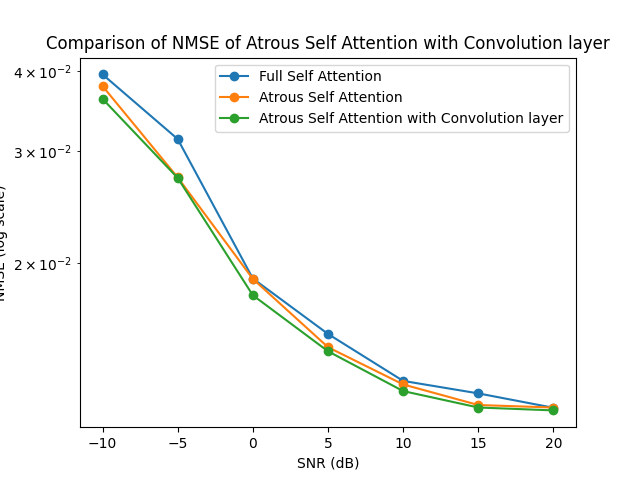 Comparison of NMSE of Atrous Self Attention with Convolution layer
Full Self Attention
Atrous Self Attention
Atrous Self Attention with Convolution layer
4 × 10⁻²
3 × 10⁻²
2 × 10⁻²
NMSE (log scale)
−10 −5 0 5 10 15 20
SNR (dB)